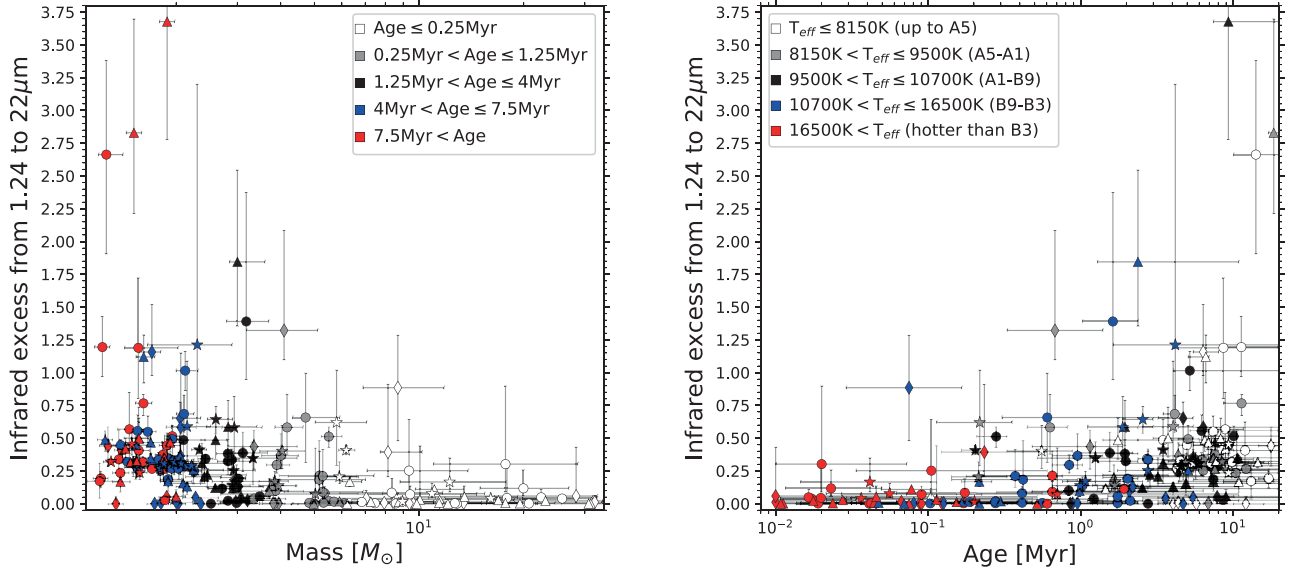 Infrared excess from 1.24 to 22μm
3.75
3.50
3.25
3.00
2.75
2.50
2.25
2.00
1.75
1.50
1.25
1.00
0.75
0.50
0.25
0.00
Age ≤ 0.25Myr
0.25Myr < Age ≤ 1.25Myr
1.25Myr < Age ≤ 4Myr
4Myr < Age ≤ 7.5Myr
7.5Myr < Age
10¹
Mass [M⊙]
Infrared excess from 1.24 to 22μm
3.75
3.50
3.25
3.00
2.75
2.50
2.25
2.00
1.75
1.50
1.25
1.00
0.75
0.50
0.25
0.00
T_eff ≤ 8150K (up to A5)
8150K < T_eff ≤ 9500K (A5-A1)
9500K < T_eff ≤ 10700K (A1-B9)
10700K < T_eff ≤ 16500K (B9-B3)
16500K < T_eff (hotter than B3)
10⁻² 10⁻¹ 10⁰ 10¹
Age [Myr]